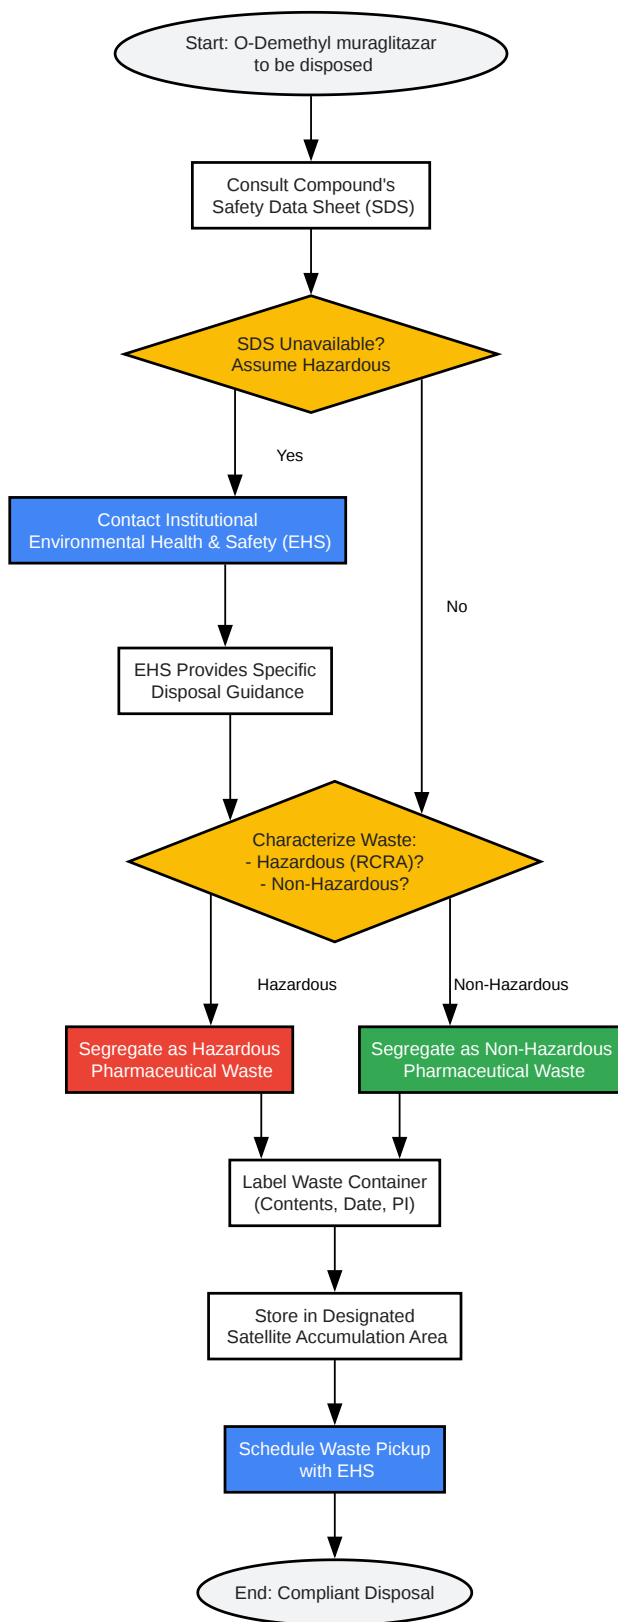 Start: O-Demethyl muraglitazar
to be disposed
Consult Compound's
Safety Data Sheet (SDS)
SDS Unavailable?
Assume Hazardous
Yes
Contact Institutional
Environmental Health & Safety (EHS)
No
EHS Provides Specific
Disposal Guidance
Characterize Waste:
- Hazardous (RCRA)?
- Non-Hazardous?
Hazardous
Non-Hazardous
Segregate as Hazardous
Pharmaceutical Waste
Segregate as Non-Hazardous
Pharmaceutical Waste
Label Waste Container
(Contents, Date, PI)
Store in Designated
Satellite Accumulation Area
Schedule Waste Pickup
with EHS
End: Compliant Disposal